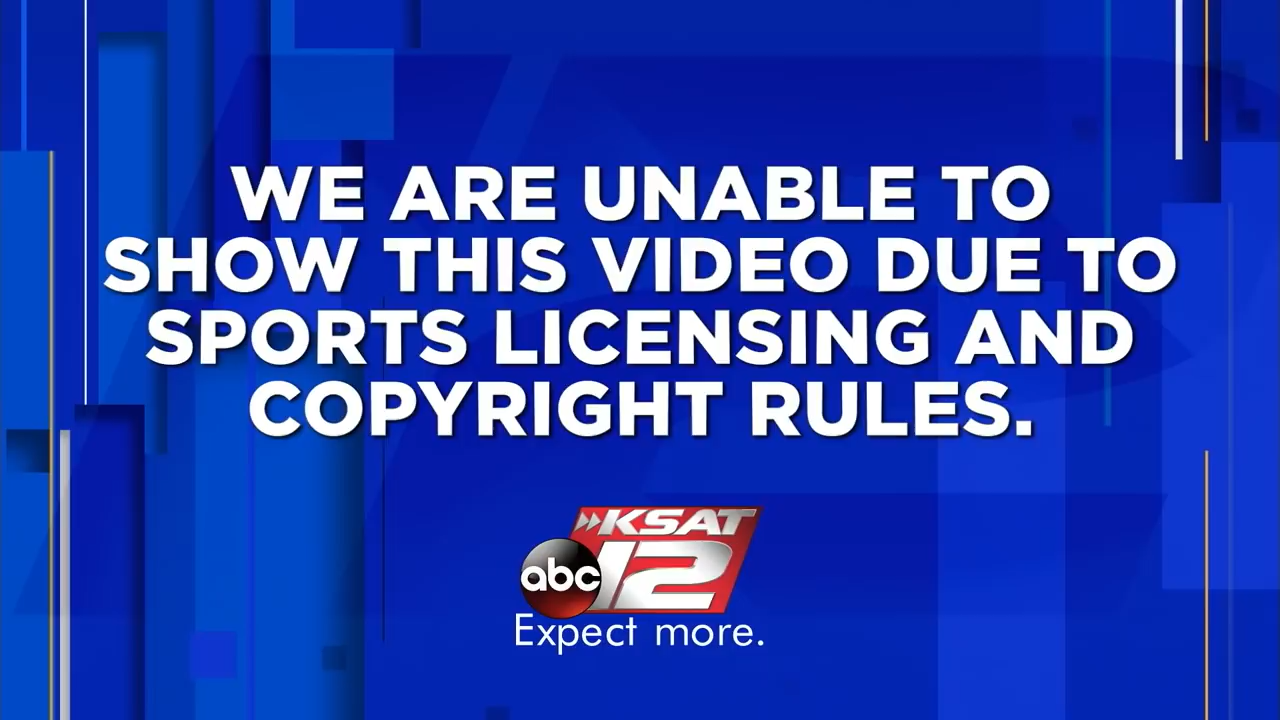 WE ARE UNABLE TO
SHOW THIS VIDEO DUE TO
SPORTS LICENSING AND
COPYRIGHT RULES.
KSAT
abc 12
Expect more.